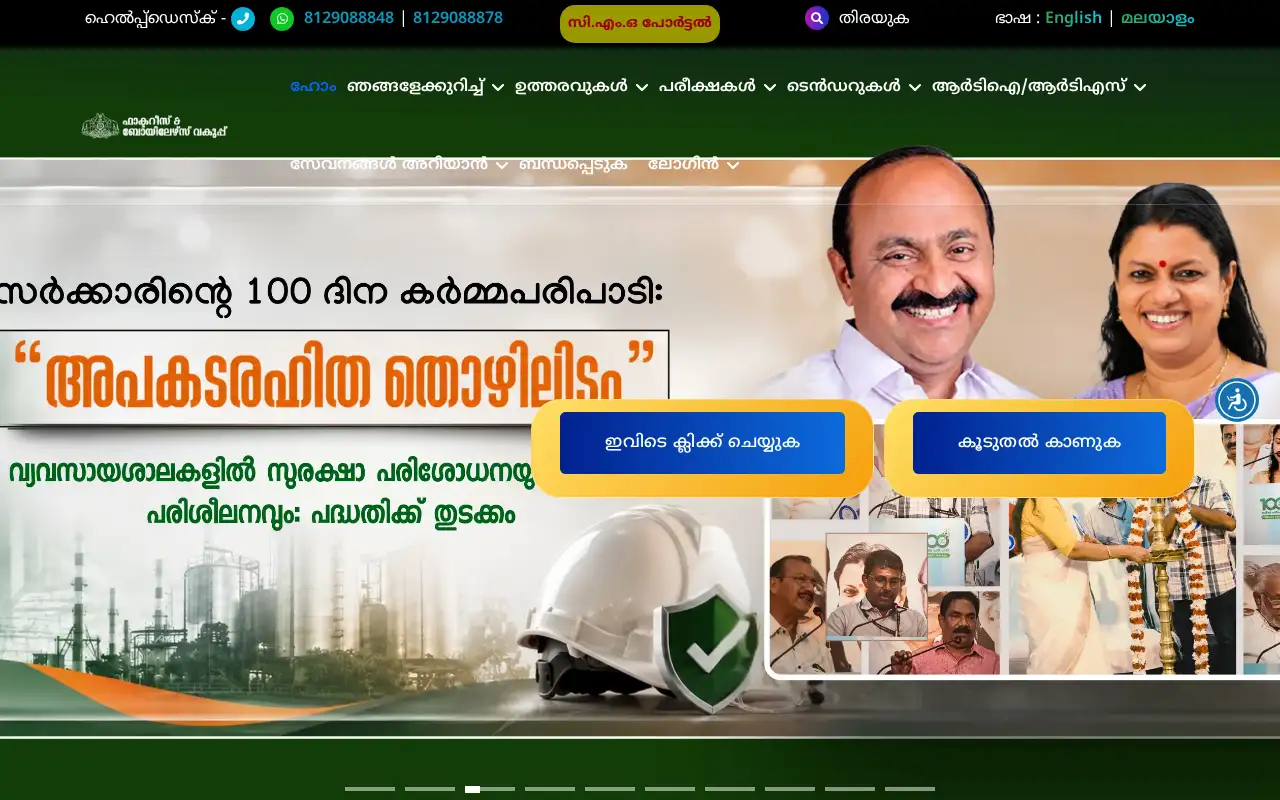 ഹെൽപ്പ്ഡെസ്ക് - 8129088848 | 8129088878
സി.എം.ഒ പോർട്ടൽ
തിരയുക
ഭാഷ : English | മലയാളം
ഹോം ഞങ്ങളേക്കുറിച്ച് ഉത്തരവുകൾ പരീക്ഷകൾ ടെൻഡറുകൾ ആർടിഐ/ആർടിഎസ്
ഫാക്ടറീസ് &
ബോയിലേഴ്സ് വകുപ്പ്
സേവനങ്ങൾ അറിയാൻ ബന്ധപ്പെടുക ലോഗിൻ
സർക്കാരിന്റെ 100 ദിന കർമ്മപരിപാടി:
“അപകടരഹിത തൊഴിലിടം”
ഇവിടെ ക്ലിക്ക് ചെയ്യുക
കൂടുതൽ കാണുക
വ്യവസായശാലകളിൽ സുരക്ഷാ
പരിശീലനവും: പദ്ധതിക്ക് തുടക്കം